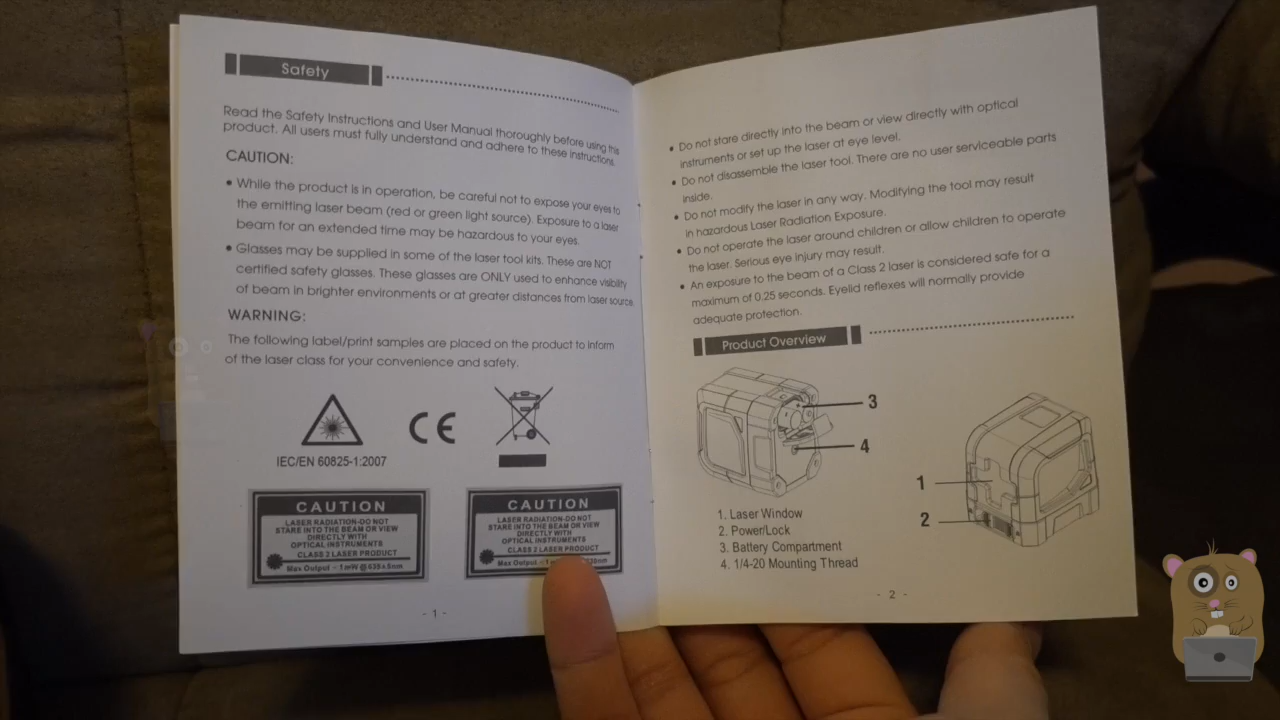 Safety
Read the Safety Instructions and User Manual thoroughly before using this
product. All users must fully understand and adhere to these instructions.
CAUTION:
• While the product is in operation, be careful not to expose your eyes to
the emitting laser beam (red or green light source). Exposure to a laser
beam for an extended time may be hazardous to your eyes.
• Glasses may be supplied in some of the laser tool kits. These are NOT
certified safety glasses. These glasses are ONLY used to enhance visibility
of beam in brighter environments or at greater distances from laser source.
WARNING:
The following label/print samples are placed on the product to inform
of the laser class for your convenience and safety.
CE
IEC/EN 60825-1:2007
CAUTION
LASER RADIATION-DO NOT
STARE INTO THE BEAM OR VIEW
DIRECTLY WITH
OPTICAL INSTRUMENTS
CLASS 2 LASER PRODUCT
Max Output
CAUTION
LASER RADIATION-DO NOT
STARE INTO THE BEAM OR VIEW
DIRECTLY WITH
OPTICAL INSTRUMENTS
CLASS 2 LASER PRODUCT
Max Output
- 1 -
• Do not stare directly into the beam or view directly with optical
instruments or set up the laser at eye level.
• Do not disassemble the laser tool. There are no user serviceable parts
inside.
• Do not modify the laser in any way. Modifying the tool may result
in hazardous Laser Radiation Exposure.
• Do not operate the laser around children or allow children to operate
the laser. Serious eye injury may result.
• An exposure to the beam of a Class 2 laser is considered safe for a
maximum of 0.25 seconds. Eyelid reflexes will normally provide
adequate protection.
Product Overview
3
4
1
2
1. Laser Window
2. Power/Lock
3. Battery Compartment
4. 1/4-20 Mounting Thread
- 2 -